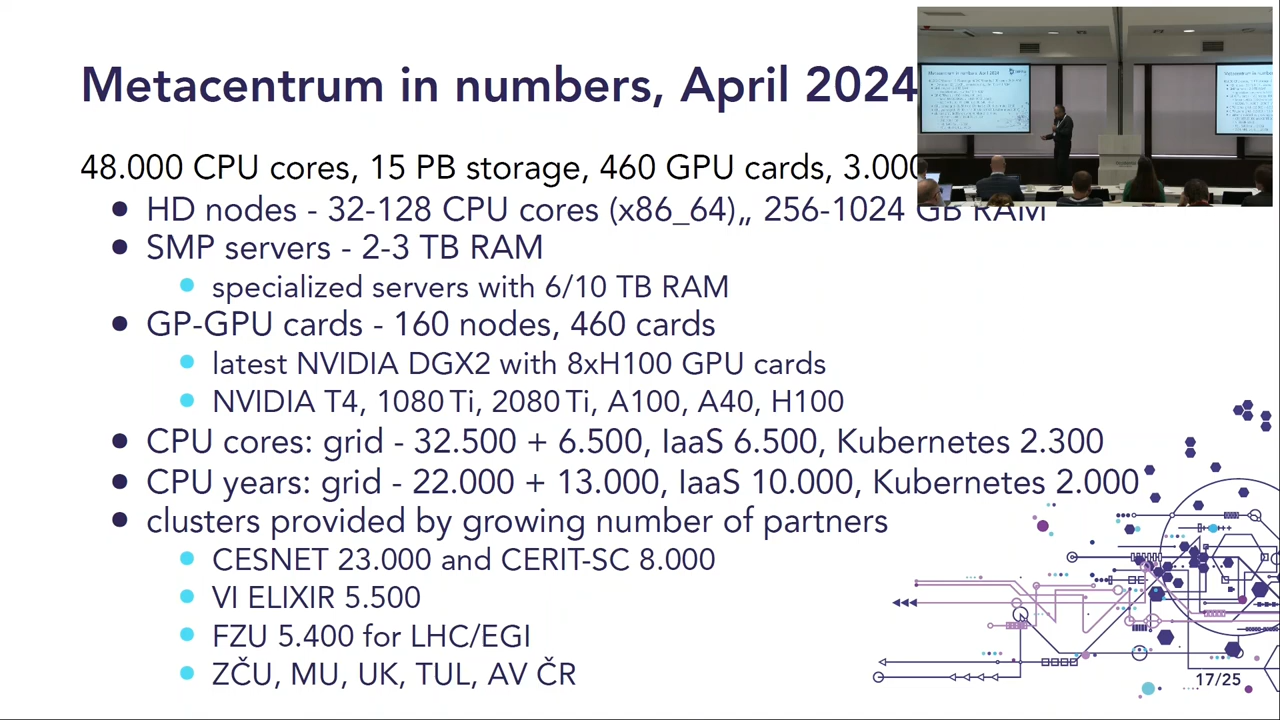 Metacentrum in numbers, April 2024
48.000 CPU cores, 15 PB storage, 460 GPU cards, 3.000
HD nodes - 32-128 CPU cores (x86_64),, 256-1024 GB RAM
SMP servers - 2-3 TB RAM
specialized servers with 6/10 TB RAM
GP-GPU cards - 160 nodes, 460 cards
latest NVIDIA DGX2 with 8xH100 GPU cards
NVIDIA T4, 1080 Ti, 2080 Ti, A100, A40, H100
CPU cores: grid - 32.500 + 6.500, IaaS 6.500, Kubernetes 2.300
CPU years: grid - 22.000 + 13.000, IaaS 10.000, Kubernetes 2.000
clusters provided by growing number of partners
CESNET 23.000 and CERIT-SC 8.000
VI ELIXIR 5.500
FZU 5.400 for LHC/EGI
ZČU, MU, UK, TUL, AV ČR
17/25